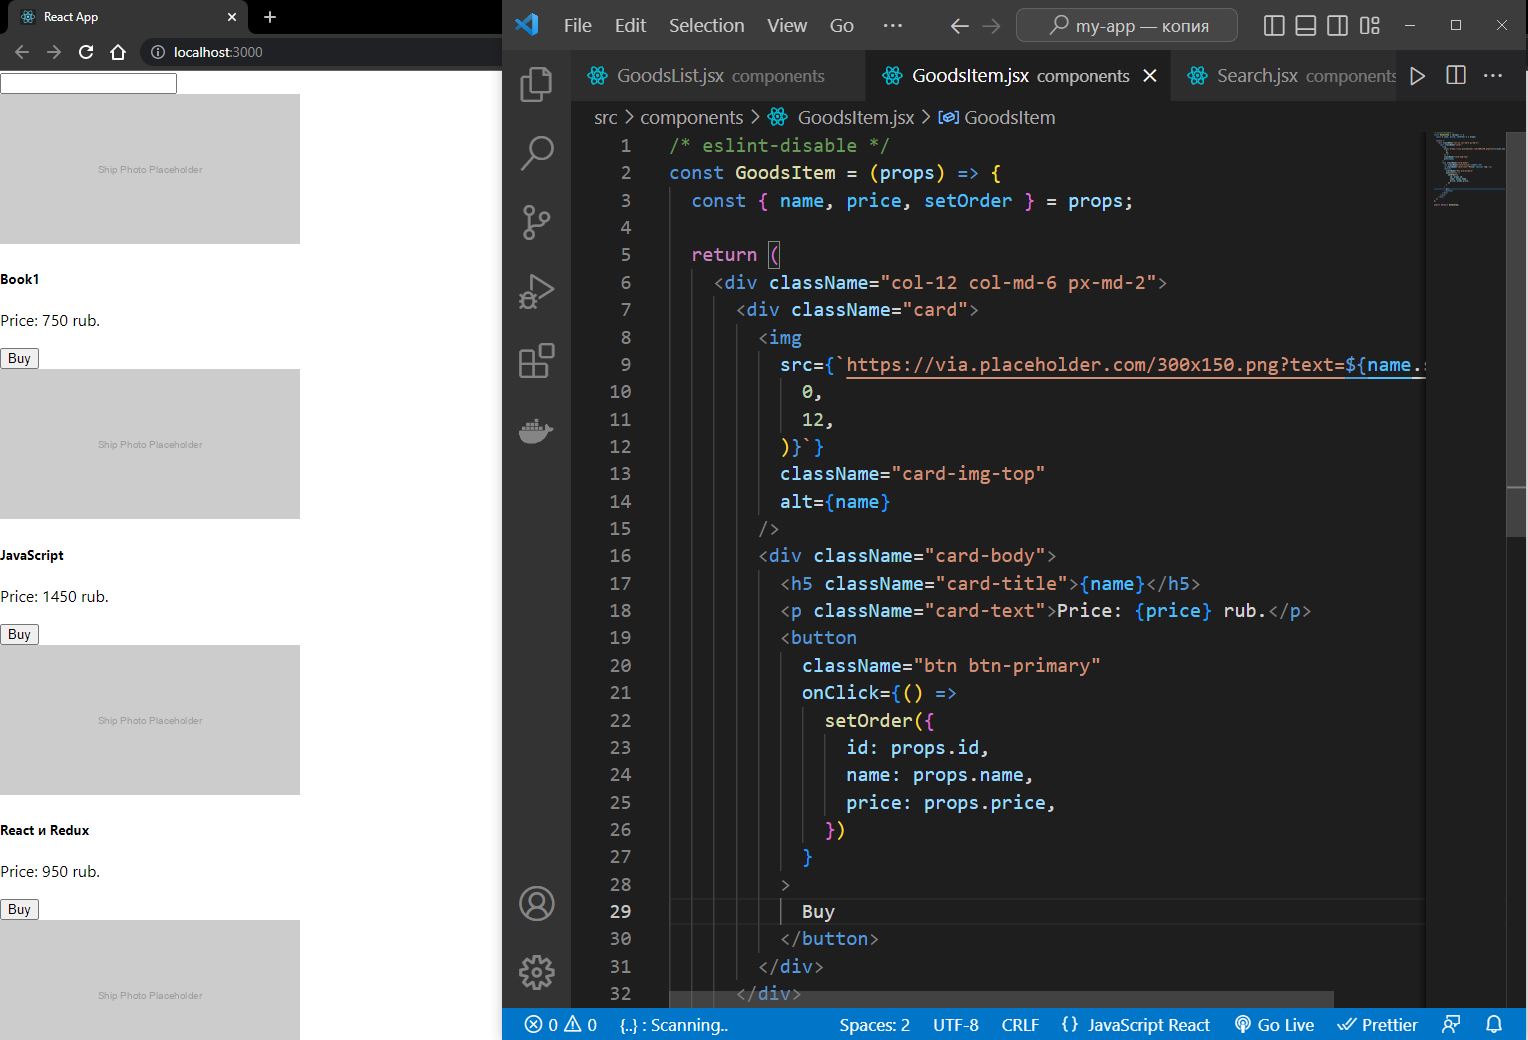 React App
localhost:3000
Ship Photo Placeholder
Book1
Price: 750 rub.
Buy
Ship Photo Placeholder
JavaScript
Price: 1450 rub.
Buy
Ship Photo Placeholder
React и Redux
Price: 950 rub.
Buy
Ship Photo Placeholder
File Edit Selection View Go ··· my-app — копия
GoodsList.jsx components GoodsItem.jsx components Search.jsx components
src > components > GoodsItem.jsx > GoodsItem
1 /* eslint-disable */
2 const GoodsItem = (props) => {
3 const { name, price, setOrder } = props;
4
5 return (
6 <div className="col-12 col-md-6 px-md-2">
7 <div className="card">
8 <img
9 src={`https://via.placeholder.com/300x150.png?text=${name.s
10 0,
11 12,
12 )}`}
13 className="card-img-top"
14 alt={name}
15 />
16 <div className="card-body">
17 <h5 className="card-title">{name}</h5>
18 <p className="card-text">Price: {price} rub.</p>
19 <button
20 className="btn btn-primary"
21 onClick={() =>
22 setOrder({
23 id: props.id,
24 name: props.name,
25 price: props.price,
26 })
27 }
28 >
29 Buy
30 </button>
31 </div>
32 </div>
0 0 {..} : Scanning.. Spaces: 2 UTF-8 CRLF {} JavaScript React Go Live Prettier